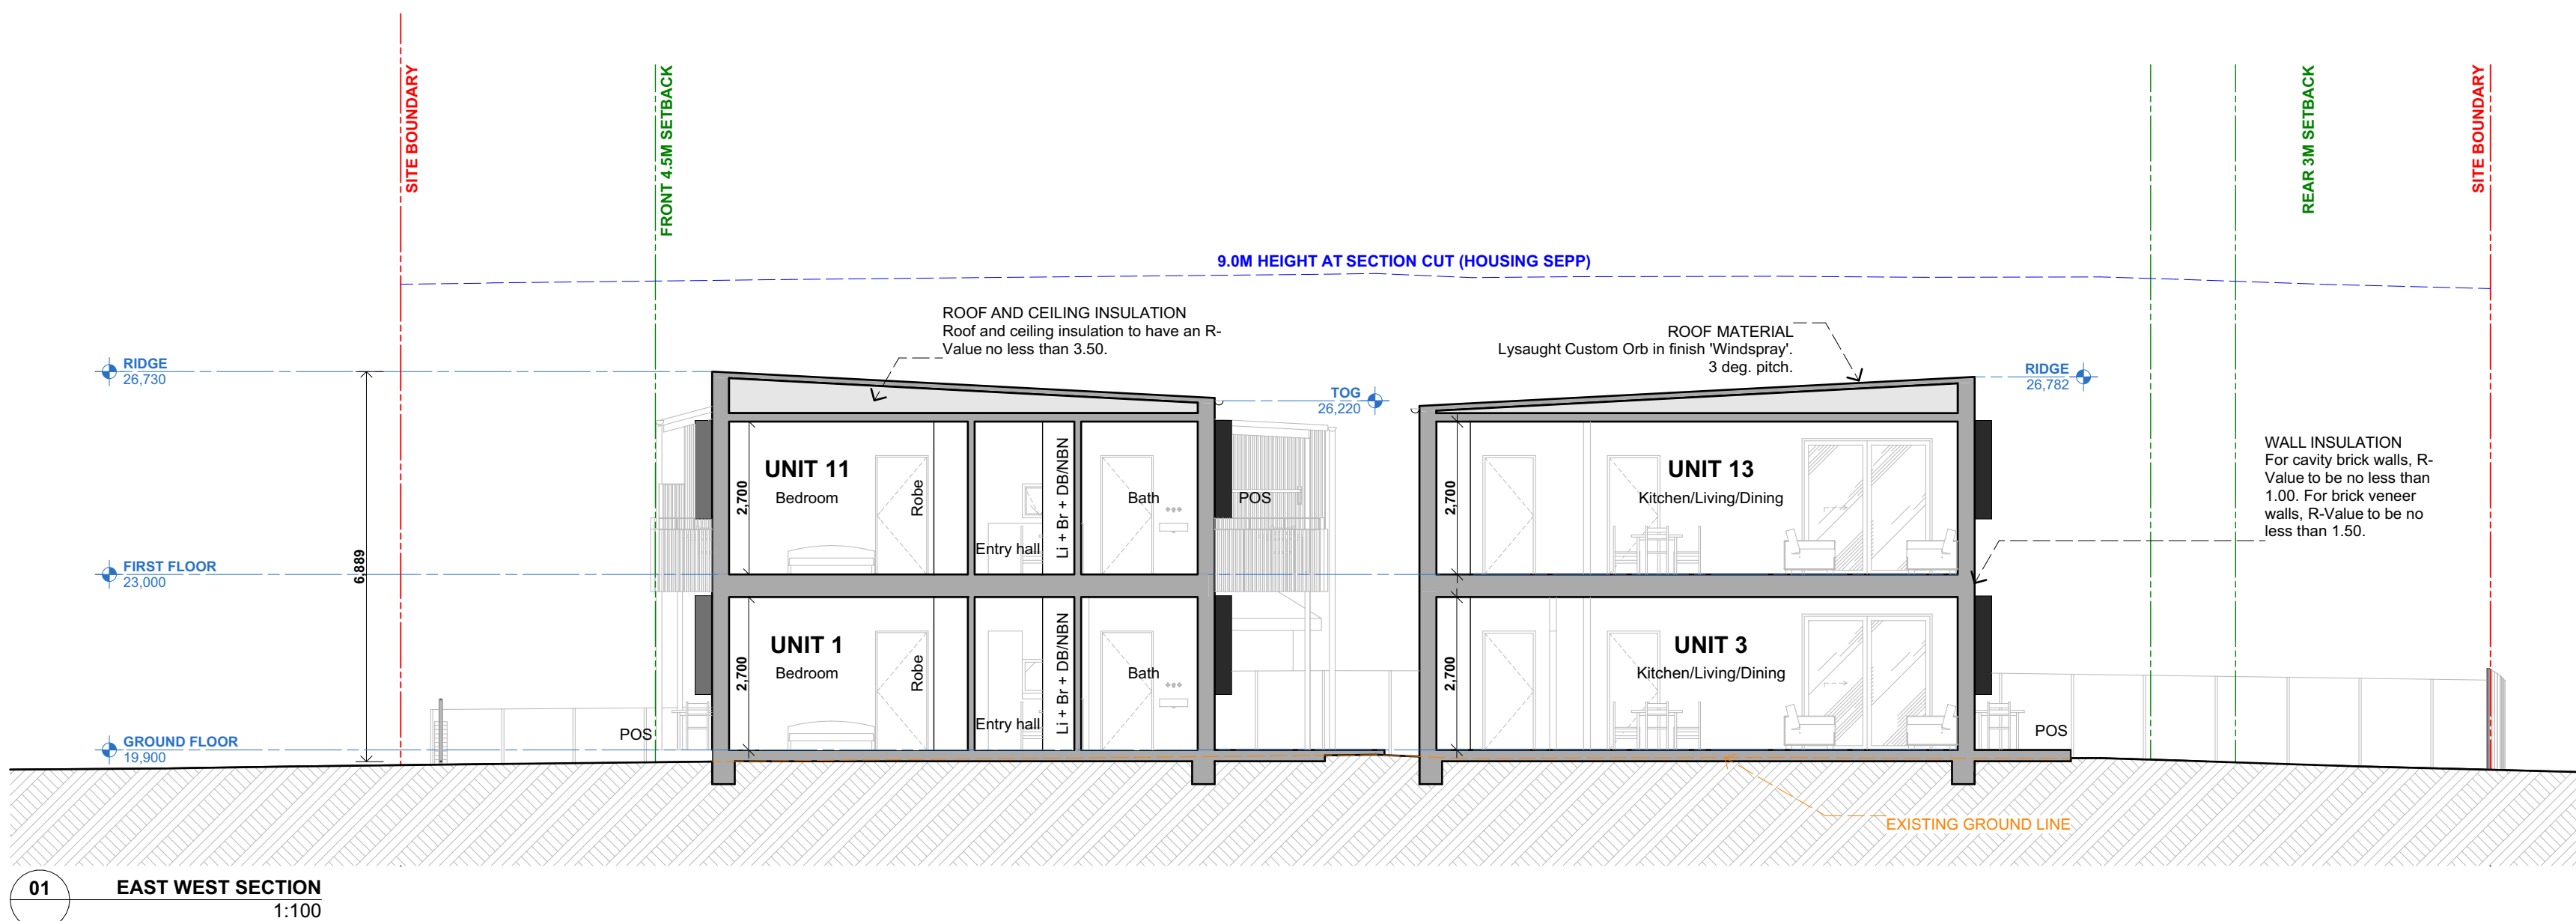 SITE BOUNDARY
FRONT 4.5M SETBACK
REAR 3M SETBACK
SITE BOUNDARY
9.0M HEIGHT AT SECTION CUT (HOUSING SEPP)
ROOF AND CEILING INSULATION
Roof and ceiling insulation to have an R-
Value no less than 3.50.
ROOF MATERIAL
Lysaught Custom Orb in finish 'Windspray'.
3 deg. pitch.
RIDGE
26,730
RIDGE
26,782
TOG
26,220
WALL INSULATION
For cavity brick walls, R-
Value to be no less than
1.00. For brick veneer
walls, R-Value to be no
less than 1.50.
2,700
UNIT 11
Bedroom
Robe
Entry hall
Li + Br + DB/NBN
Bath
POS
2,700
UNIT 13
Kitchen/Living/Dining
6,889
FIRST FLOOR
23,000
2,700
UNIT 1
Bedroom
Robe
Entry hall
Li + Br + DB/NBN
Bath
2,700
UNIT 3
Kitchen/Living/Dining
POS
POS
GROUND FLOOR
19,900
EXISTING GROUND LINE
01
EAST WEST SECTION
1:100